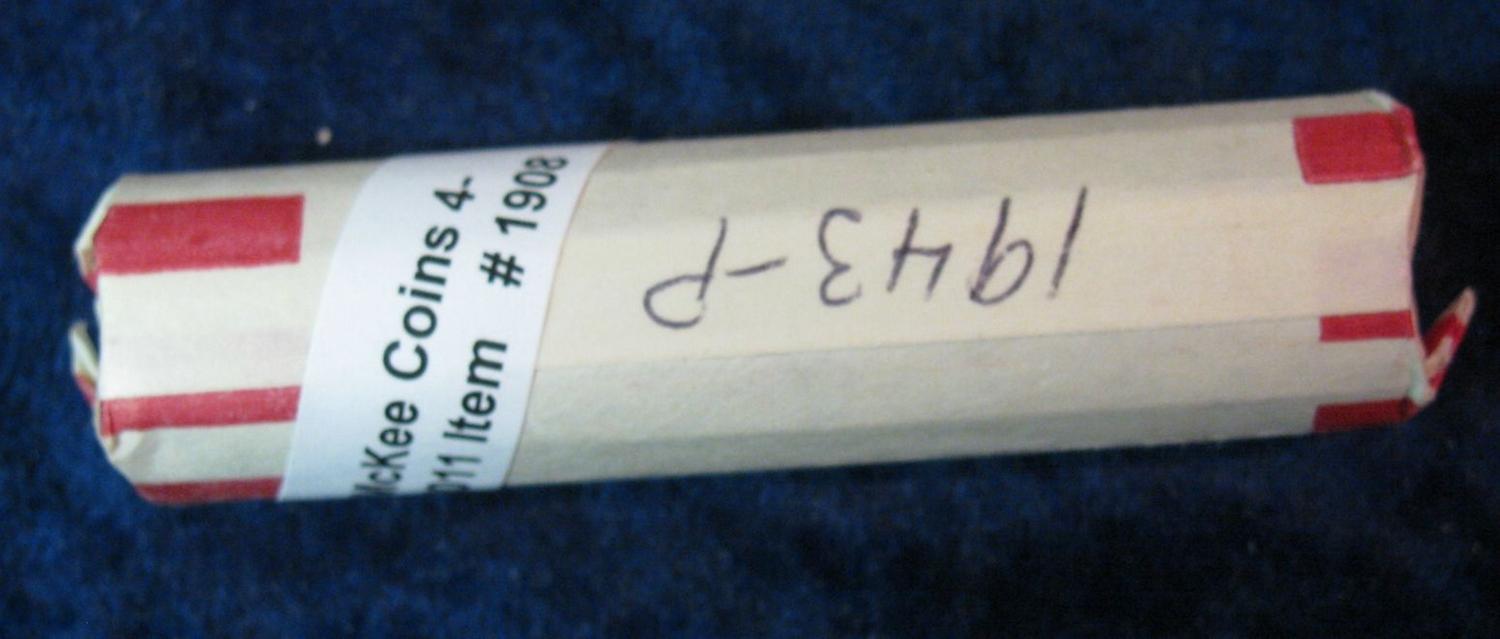 McKee Coins 4-
011 Item # 1908
1943-P